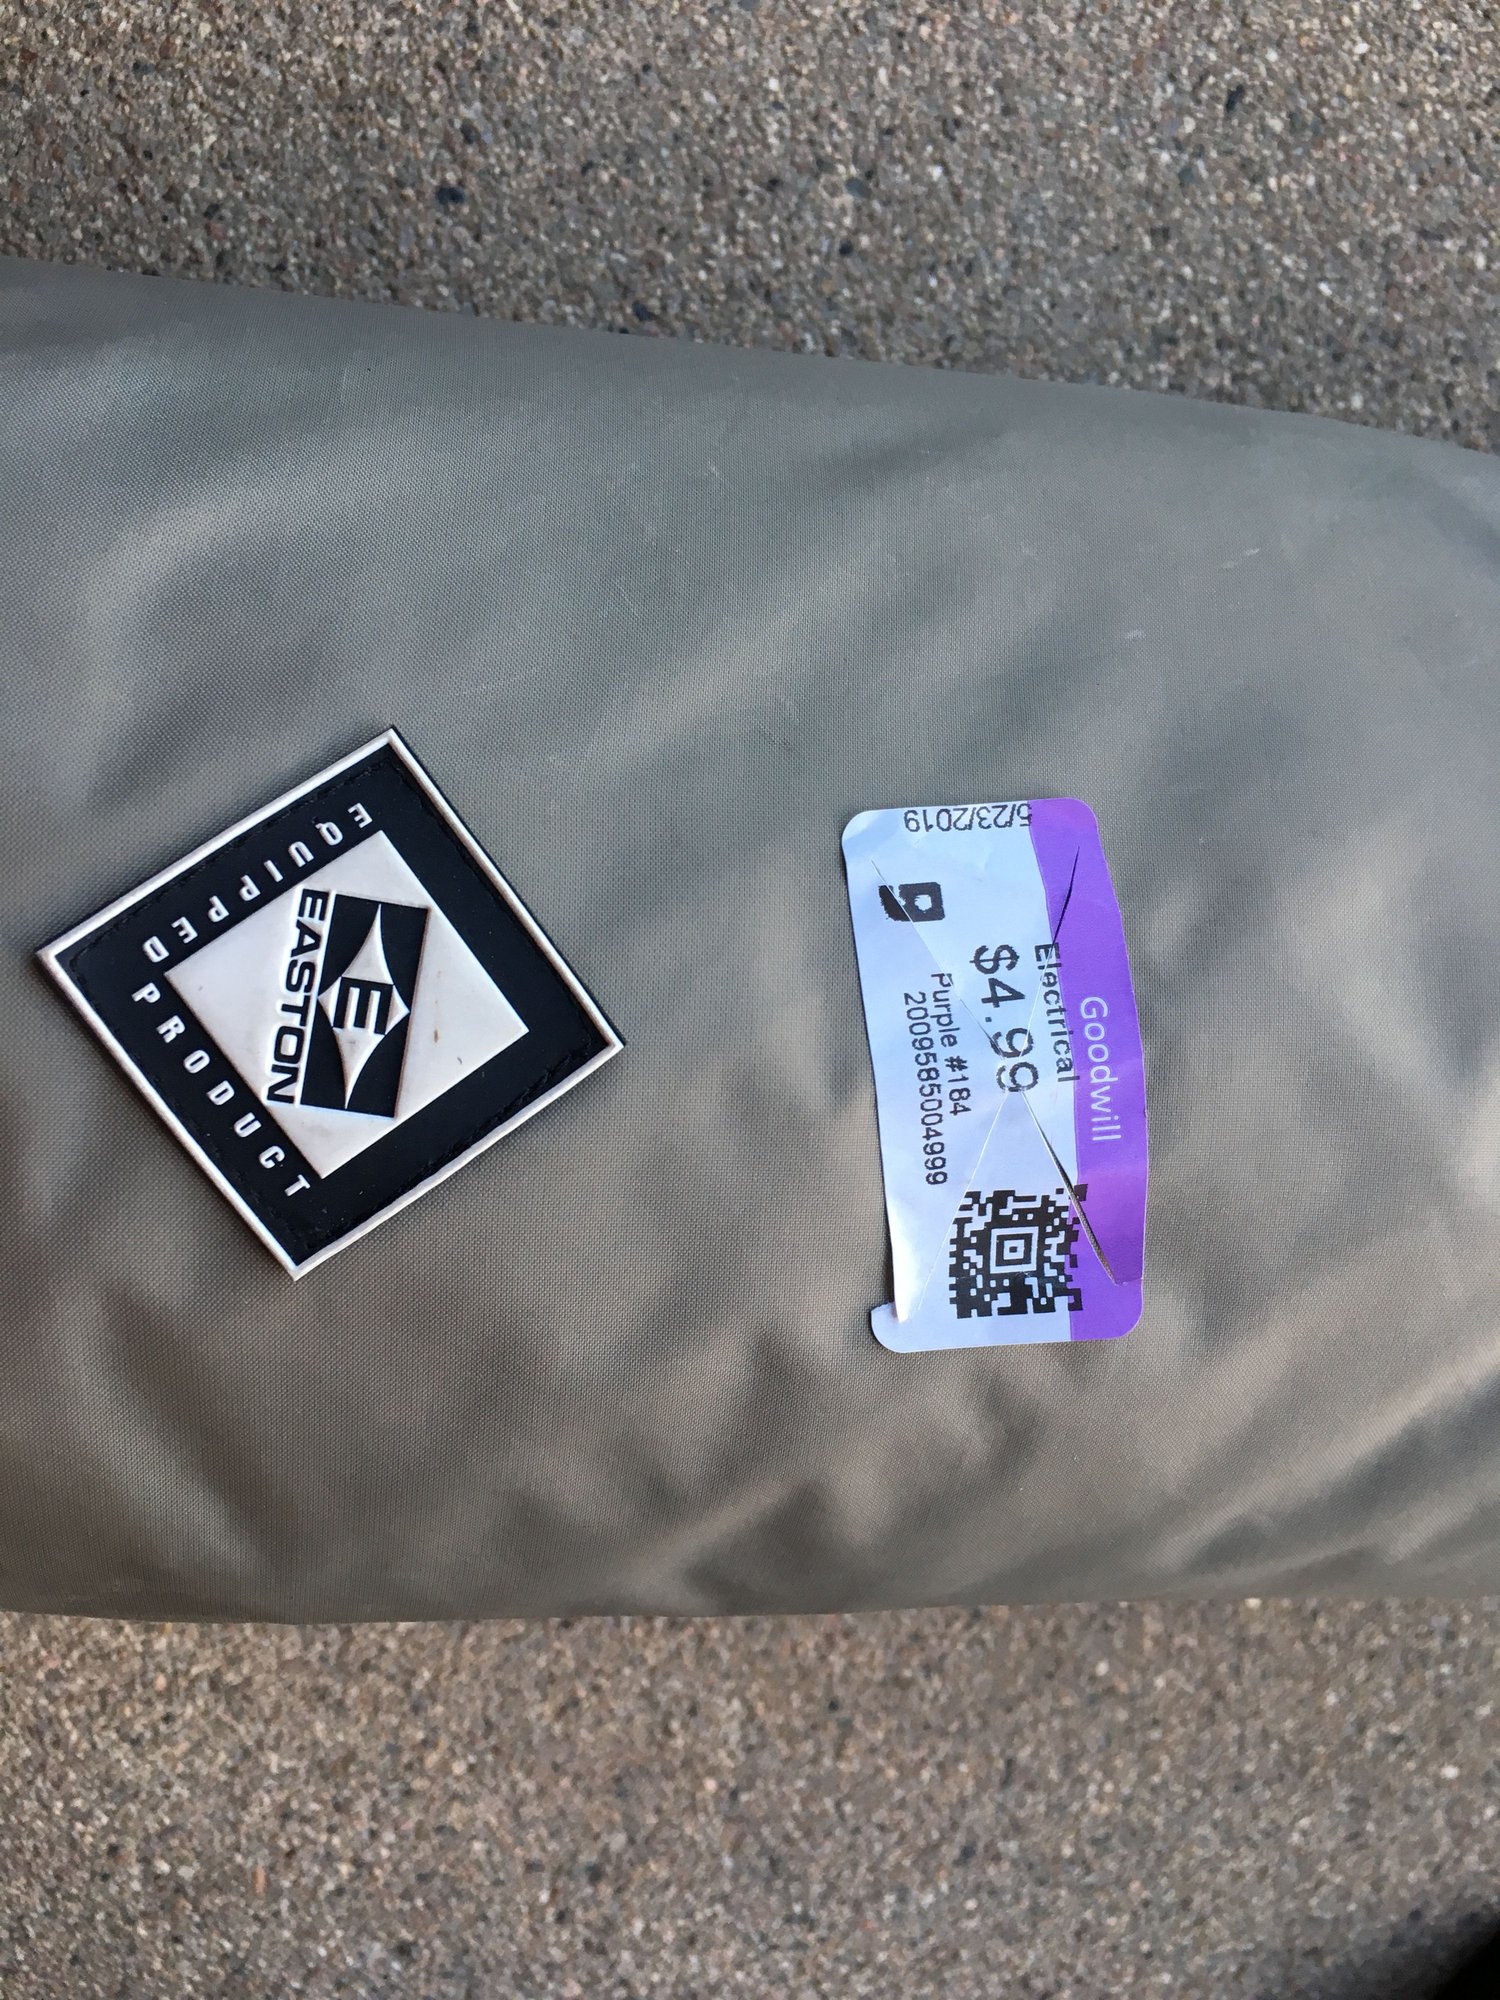 EQUIPPED
PRODUCT
E
EASTON
Goodwill
Electrical
$4.99
Purple #184
2009585004999
5/23/2019
g